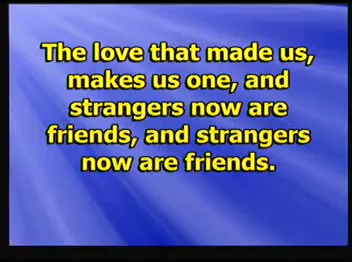 The love that made us,
makes us one, and
strangers now are
friends, and strangers
now are friends.